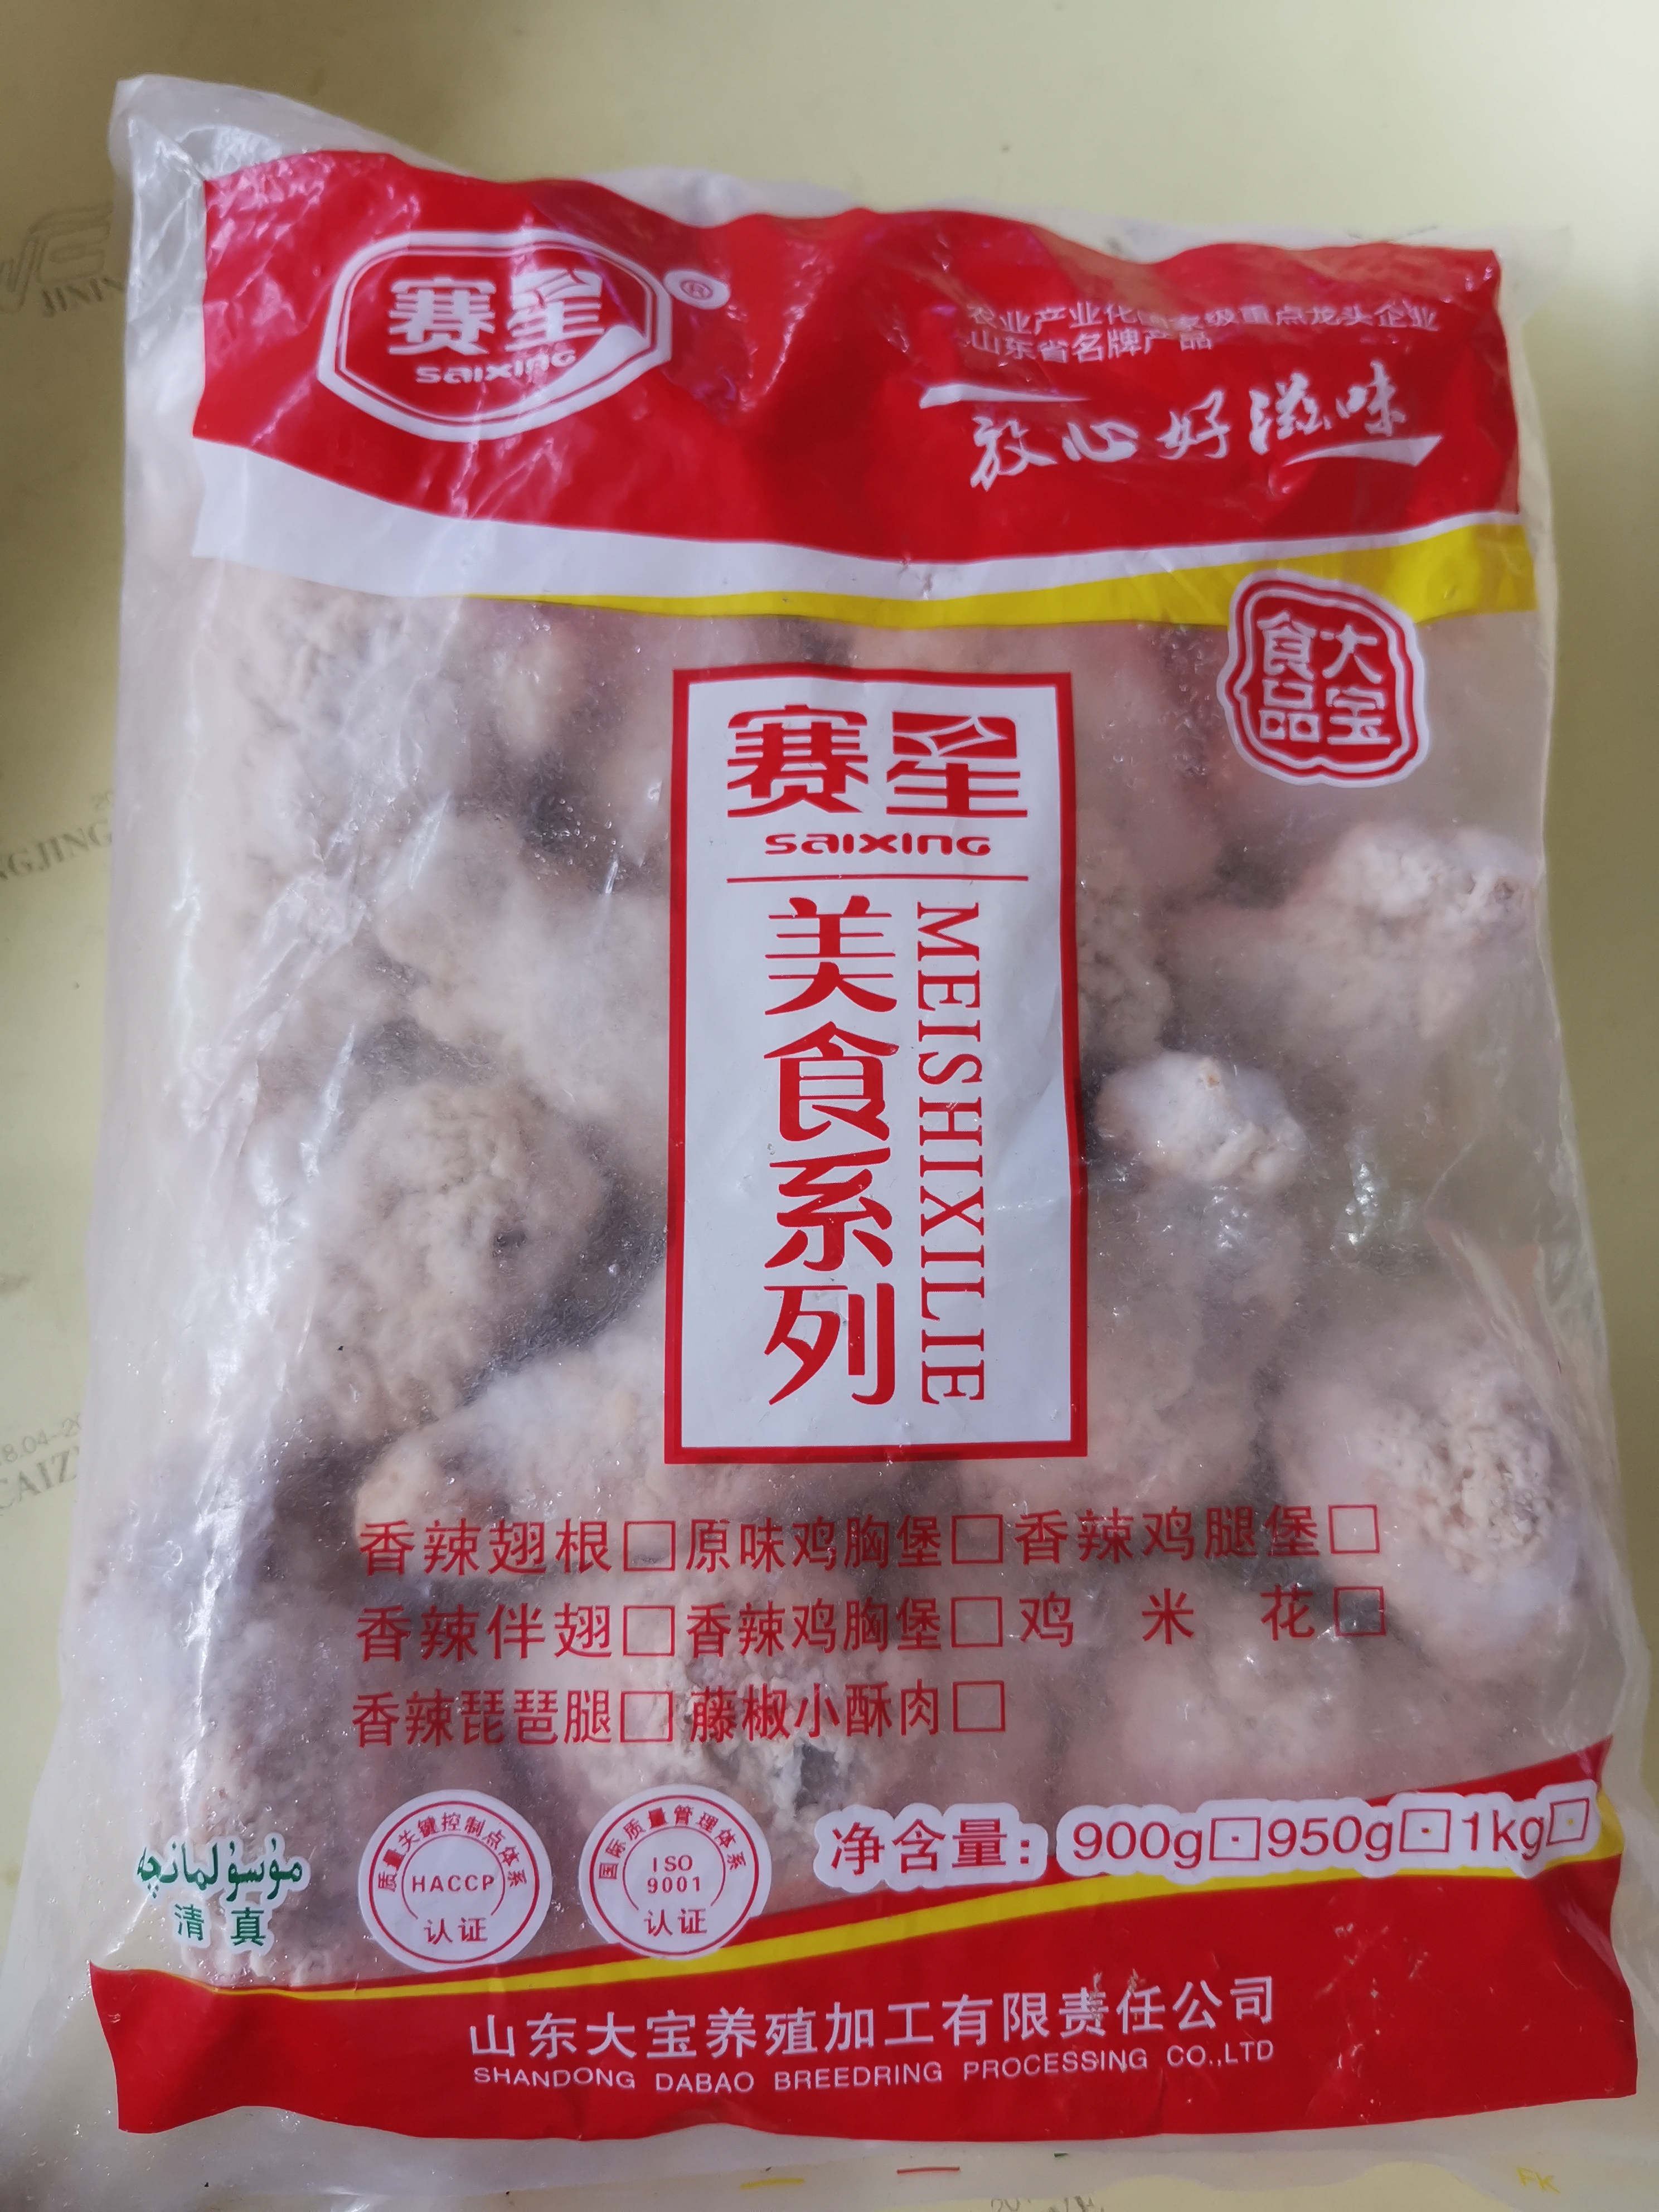 赛星
saixing
®
农业产业化国家级重点龙头企业
山东省名牌产品
放心好滋味
大宝
食品
赛星
saixing
美食系列
MEISHIXILIE
香辣翅根□原味鸡胸堡□香辣鸡腿堡□
香辣伴翅□香辣鸡胸堡□鸡米花□
香辣琵琶腿□藤椒小酥肉□
مۇسۇلمانچە
清真
质量关键控制点体系
HACCP
认证
国际质量管理体系
ISO
9001
认证
净含量：900g□·950g□·1kg□
山东大宝养殖加工有限责任公司
SHANDONG DABAO BREEDRING PROCESSING CO.,LTD
FK